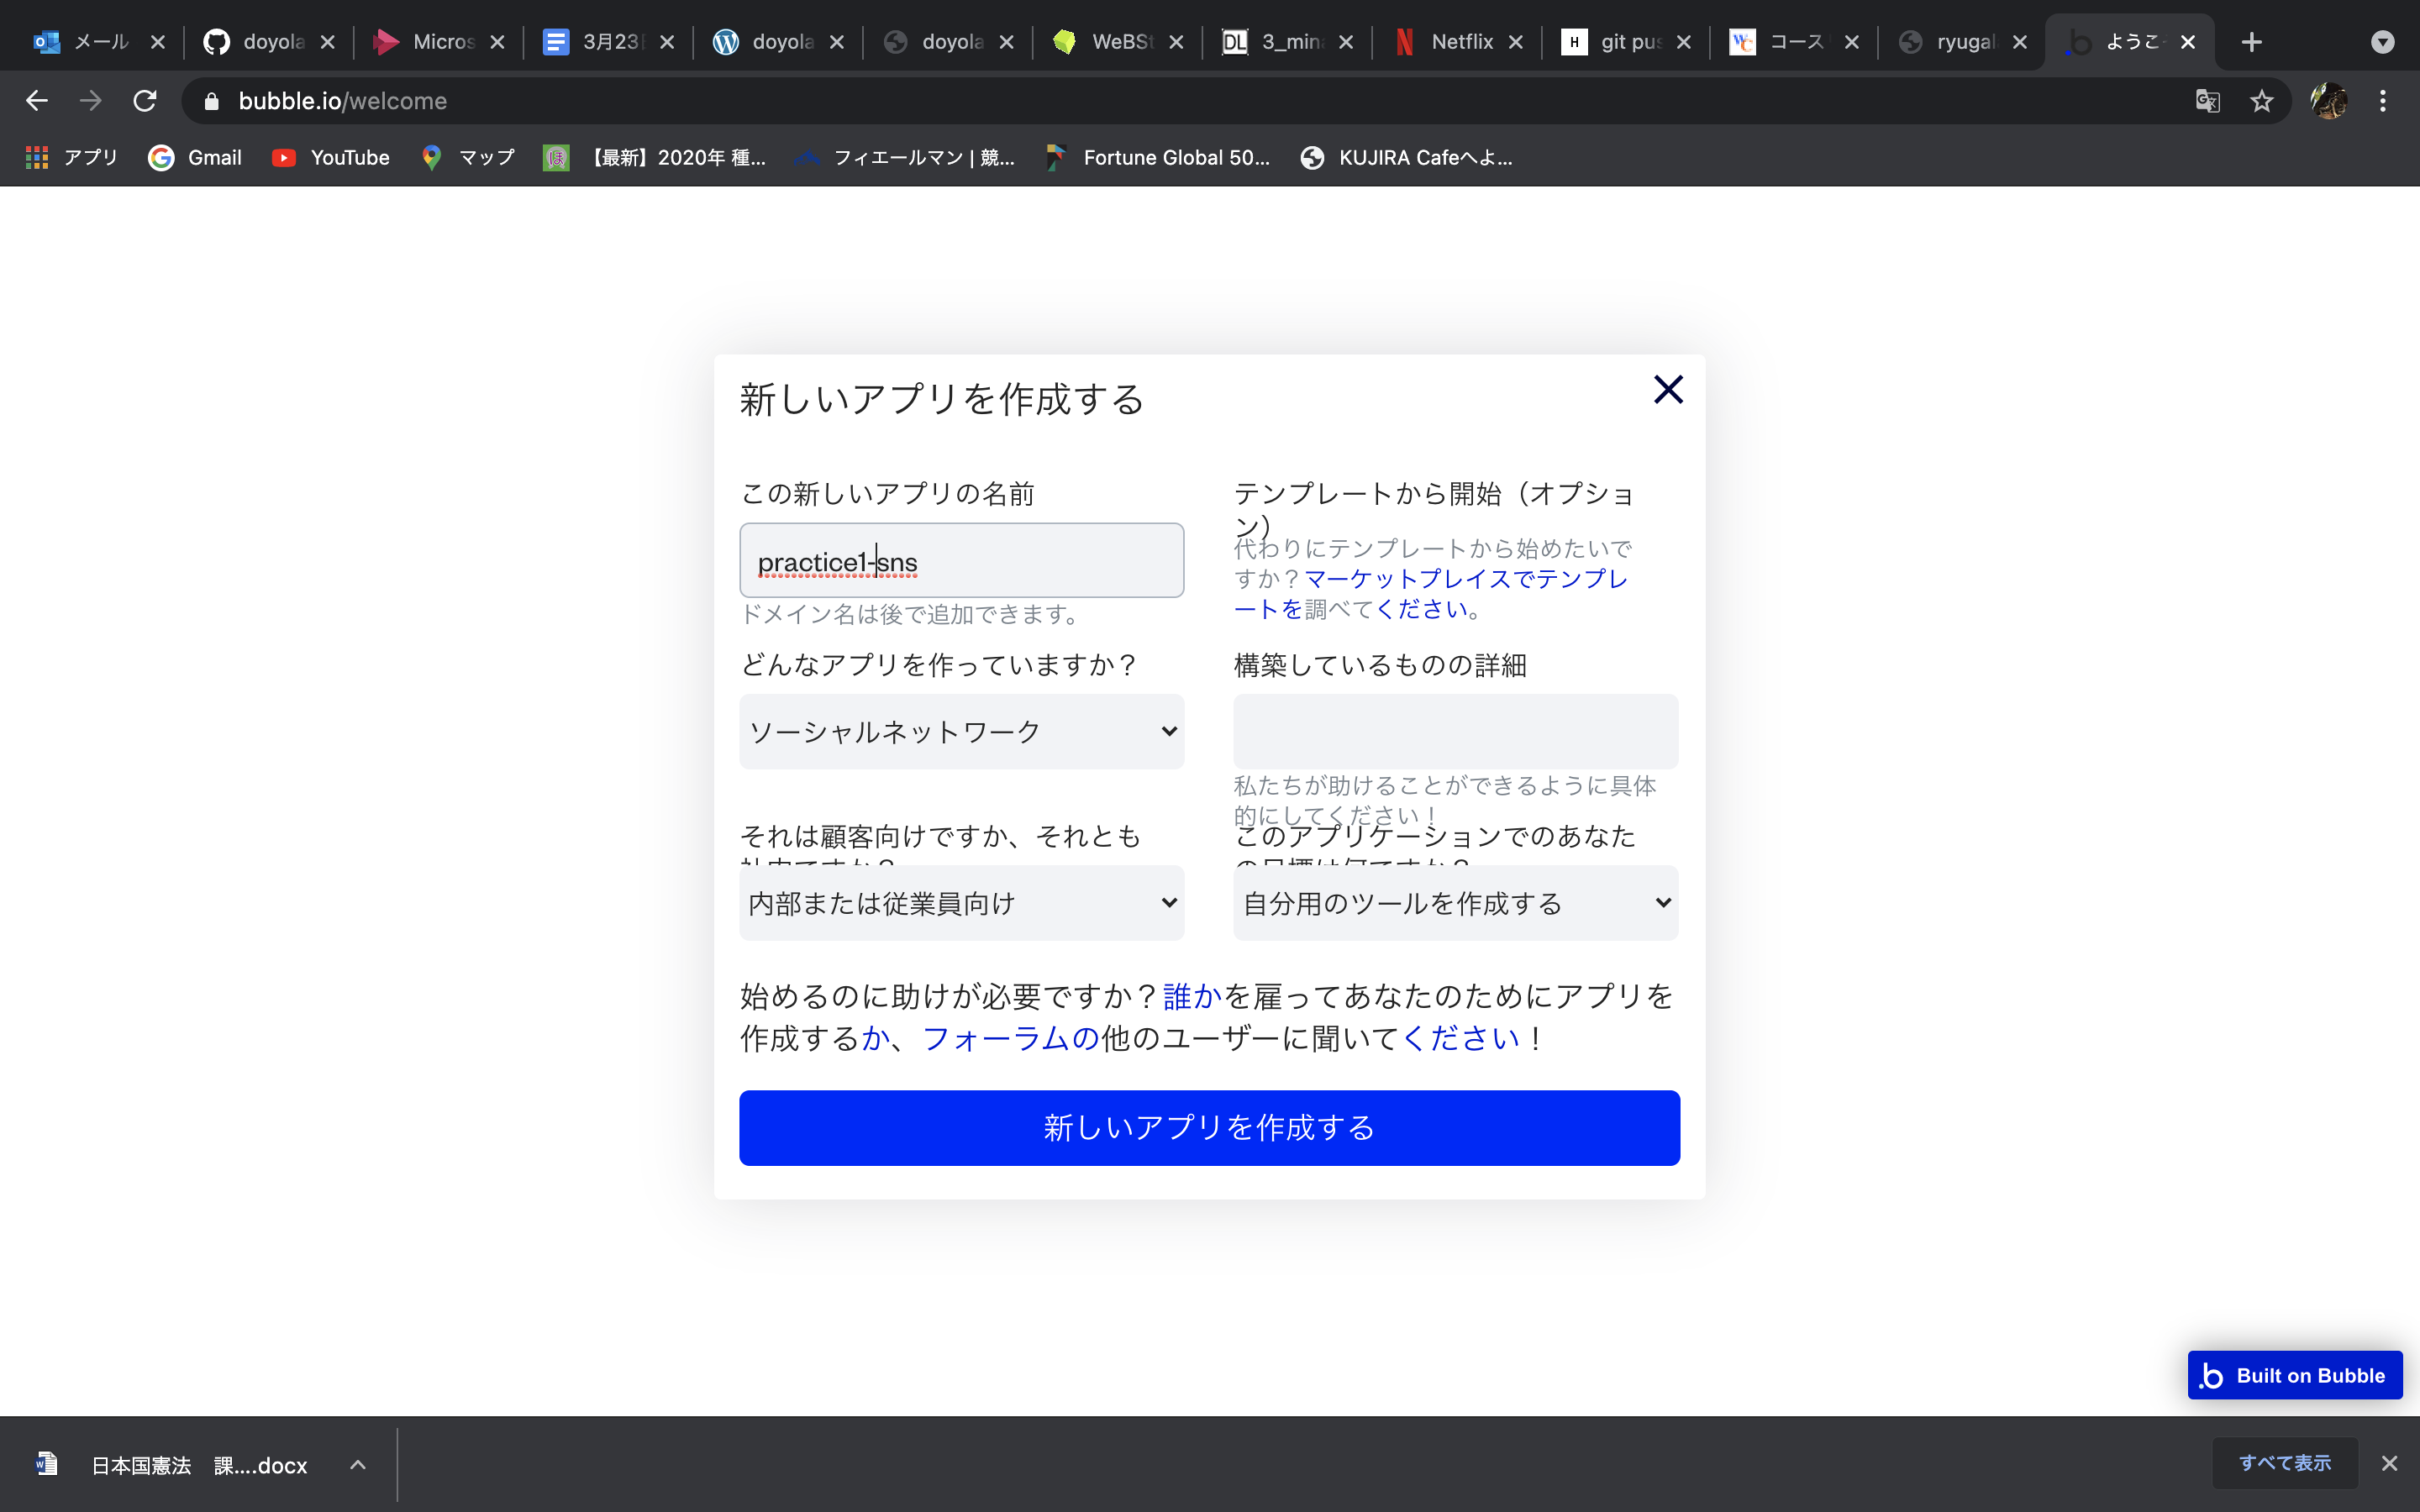 メール
doyola
Micros
3月23
doyola
doyola
WeBSt
3_min
Netflix
git pus
コース
ryugal
ようこ
bubble.io/welcome
アプリ
Gmail
YouTube
マップ
【最新】2020年 種...
フィエールマン | 競...
Fortune Global 50...
KUJIRA Cafeへよ...
新しいアプリを作成する
この新しいアプリの名前
practice1-sns
ドメイン名は後で追加できます。
テンプレートから開始（オプショ
ン）
代わりにテンプレートから始めたいで
すか？マーケットプレイスでテンプレ
ートを調べてください。
どんなアプリを作っていますか？
ソーシャルネットワーク
構築しているものの詳細
私たちが助けることができるように具体
的にしてください！
それは顧客向けですか、それとも
内部または従業員向け
このアプリケーションでのあなた
の目標は何ですか？
自分用のツールを作成する
始めるのに助けが必要ですか？誰かを雇ってあなたのためにアプリを
作成するか、フォーラムの他のユーザーに聞いてください！
新しいアプリを作成する
Built on Bubble
日本国憲法　課....docx
すべて表示